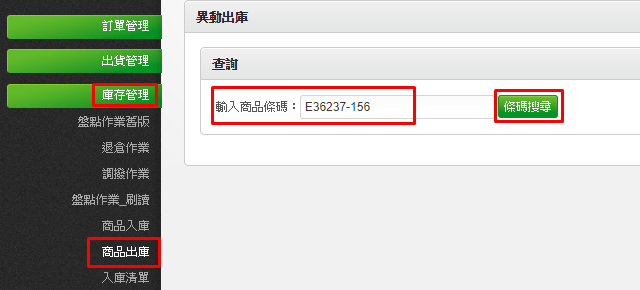 訂單管理
出貨管理
庫存管理
盤點作業舊版
退倉作業
調撥作業
盤點作業_刷讀
商品入庫
商品出庫
入庫清單
異動出庫
查詢
輸入商品條碼：E36237-156 條碼搜尋